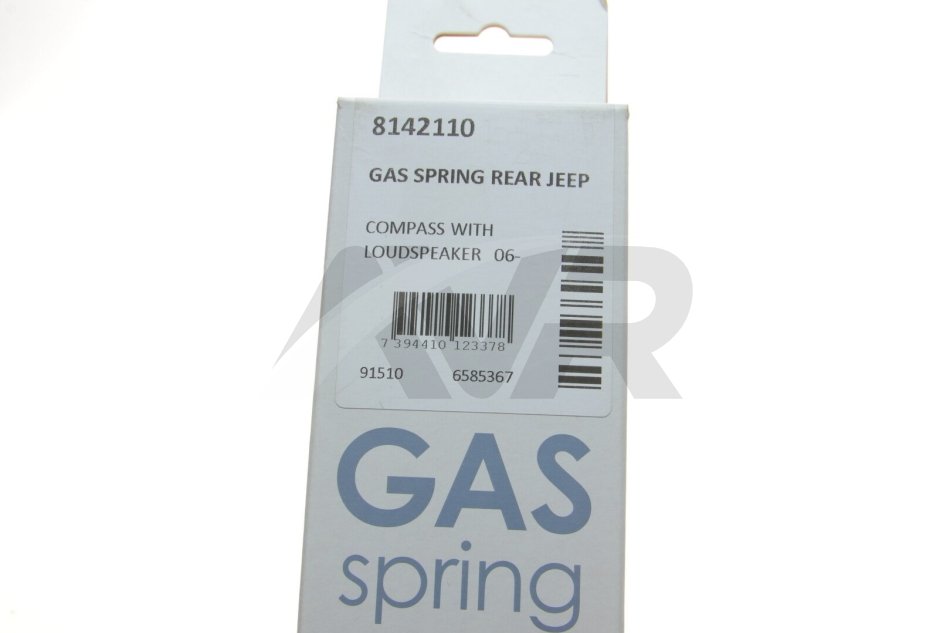 8142110
GAS SPRING REAR JEEP
COMPASS WITH
LOUDSPEAKER 06-
7 394410 123378
91510 6585367
GAS
spring